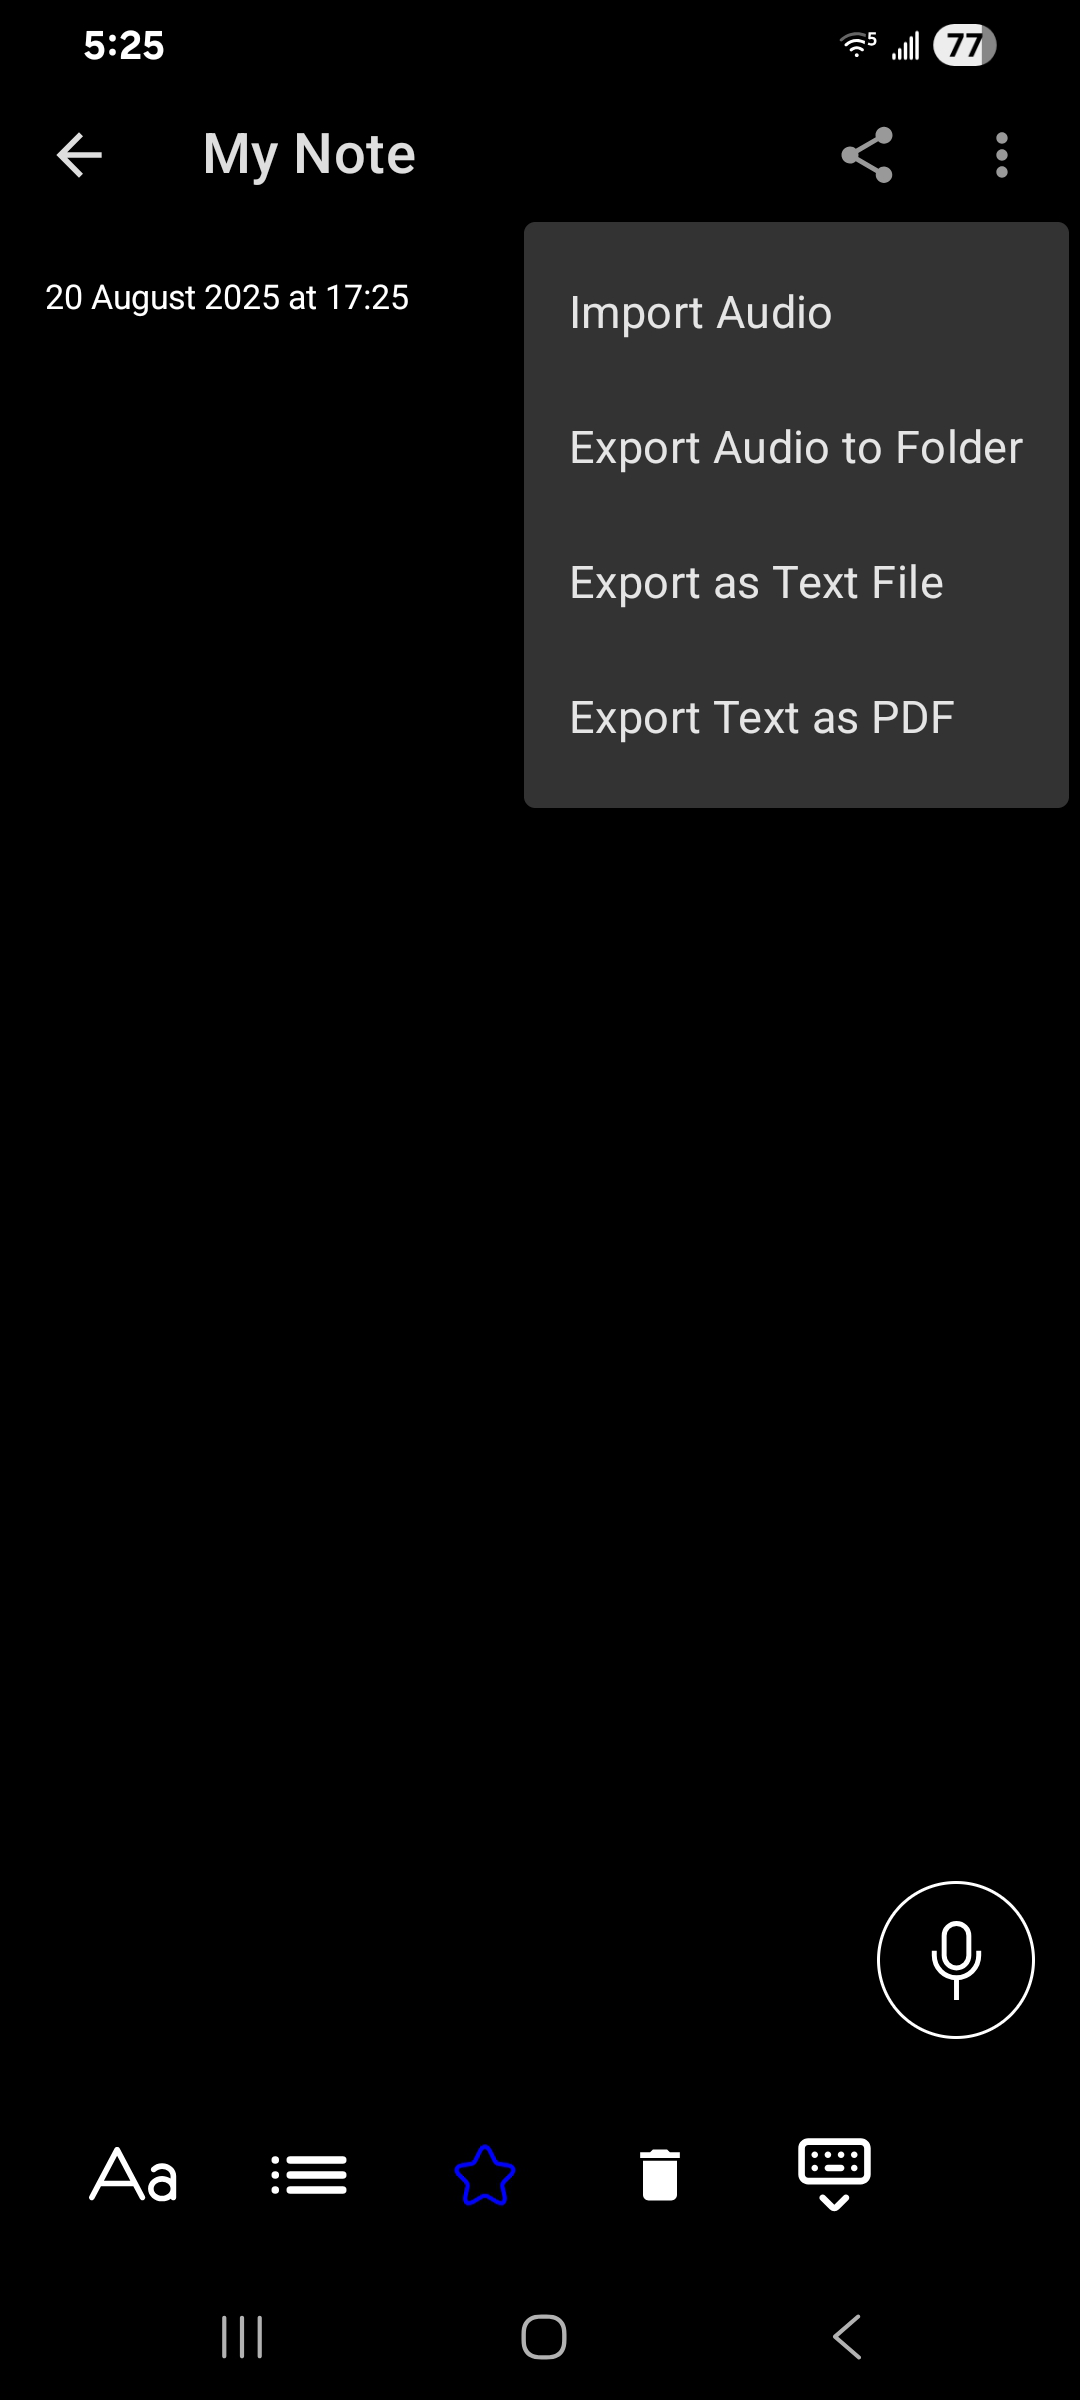 5:25
5
77
My Note
20 August 2025 at 17:25
Import Audio
Export Audio to Folder
Export as Text File
Export Text as PDF
Aa